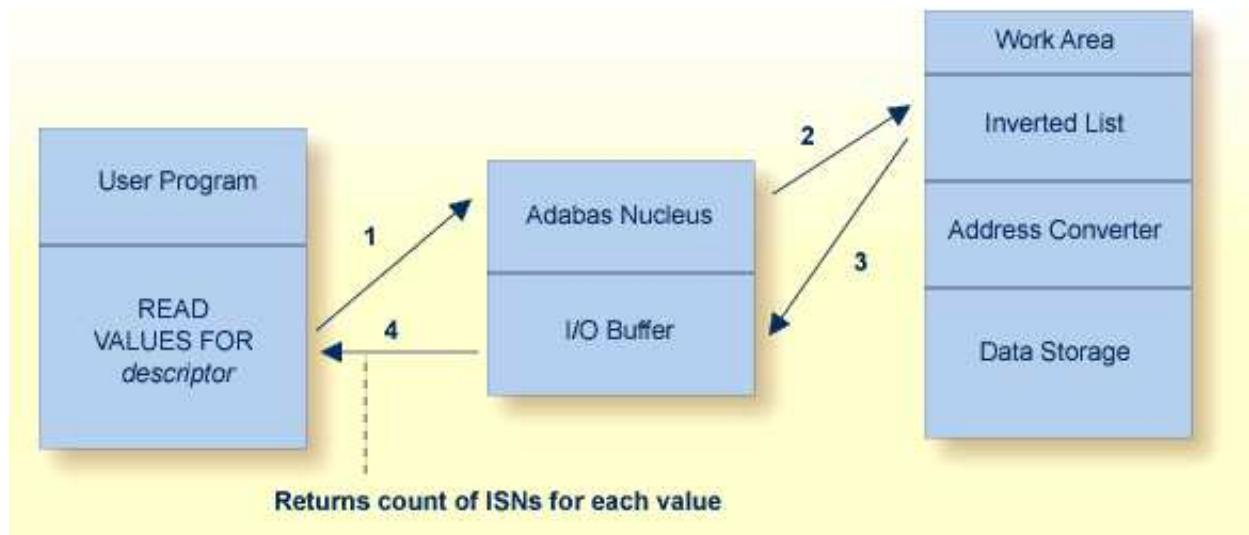 User Program
READ
VALUES FOR
descriptor
1
4
Adabas Nucleus
I/O Buffer
2
3
Work Area
Inverted List
Address Converter
Data Storage
Returns count of ISNs for each value